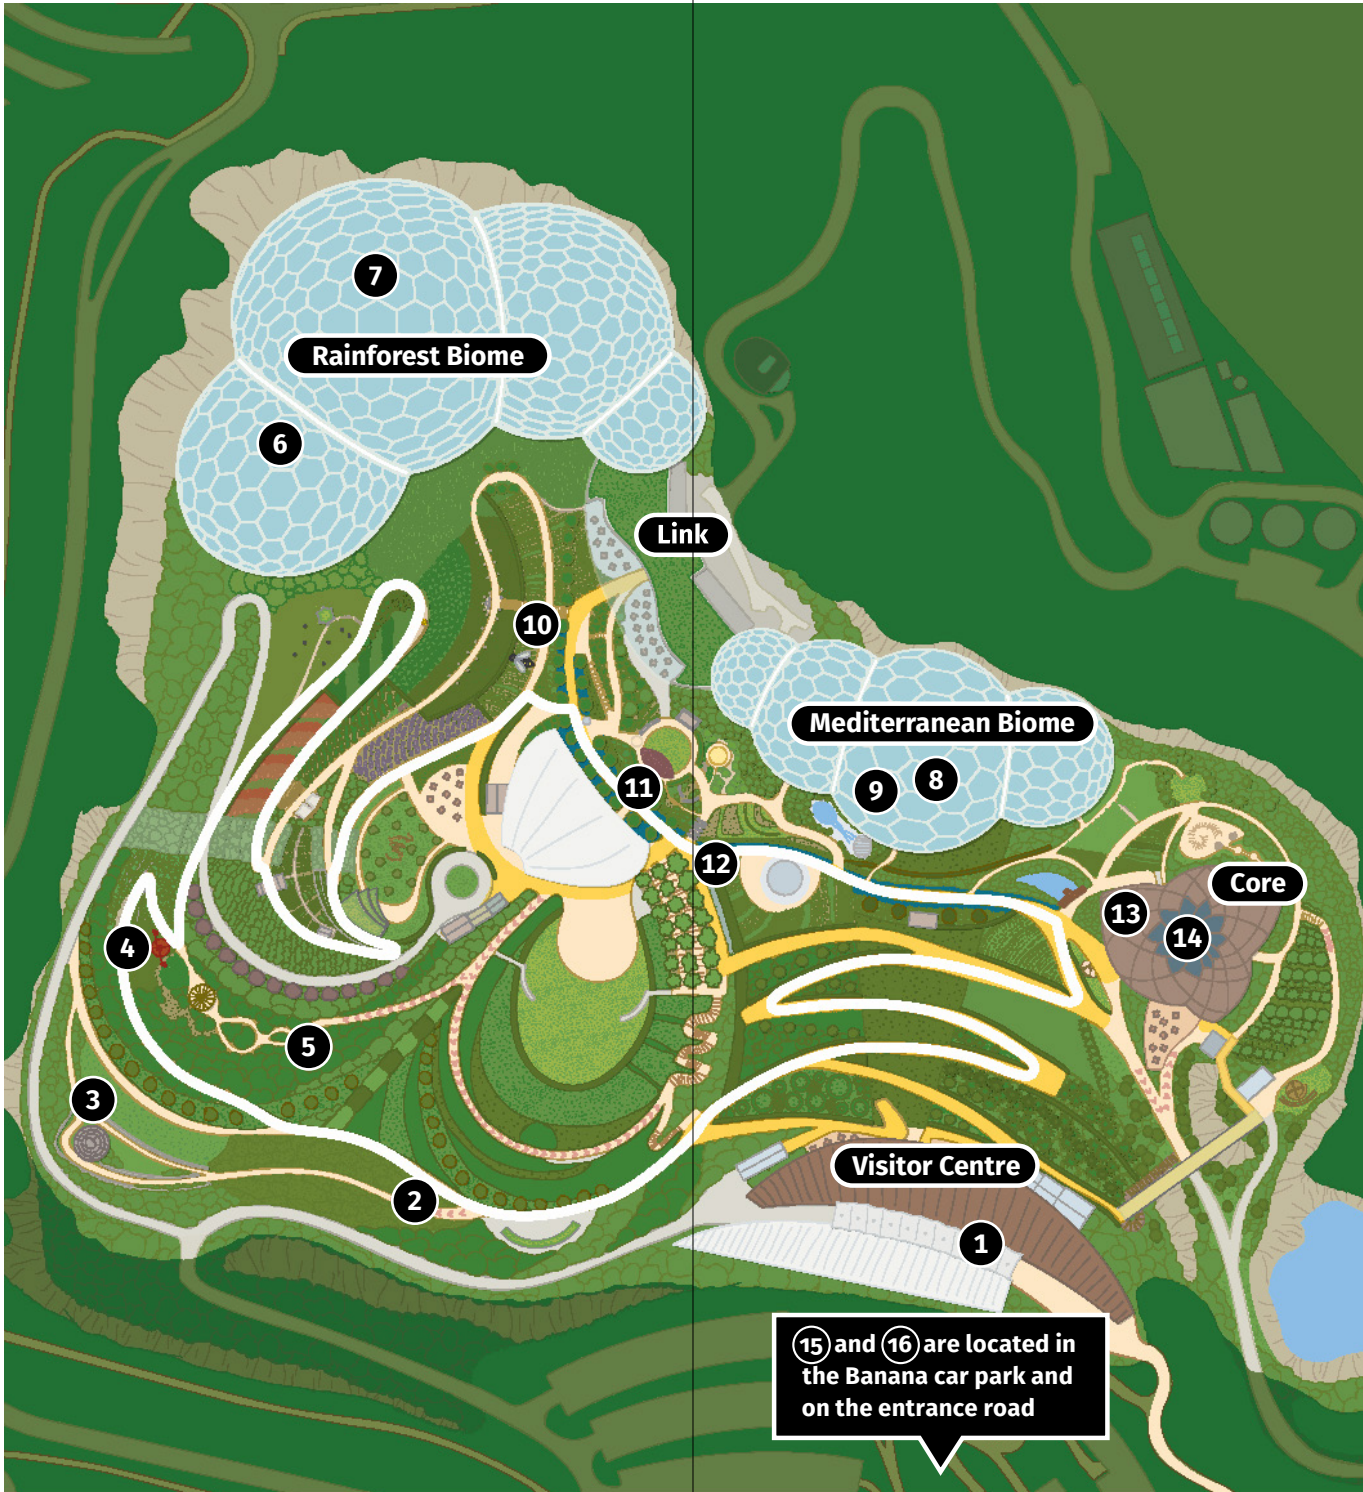 7
Rainforest Biome
6
Link
10
Mediterranean Biome
11
9
8
12
Core
13
14
4
5
3
Visitor Centre
2
1
15 and 16 are located in
the Banana car park and
on the entrance road